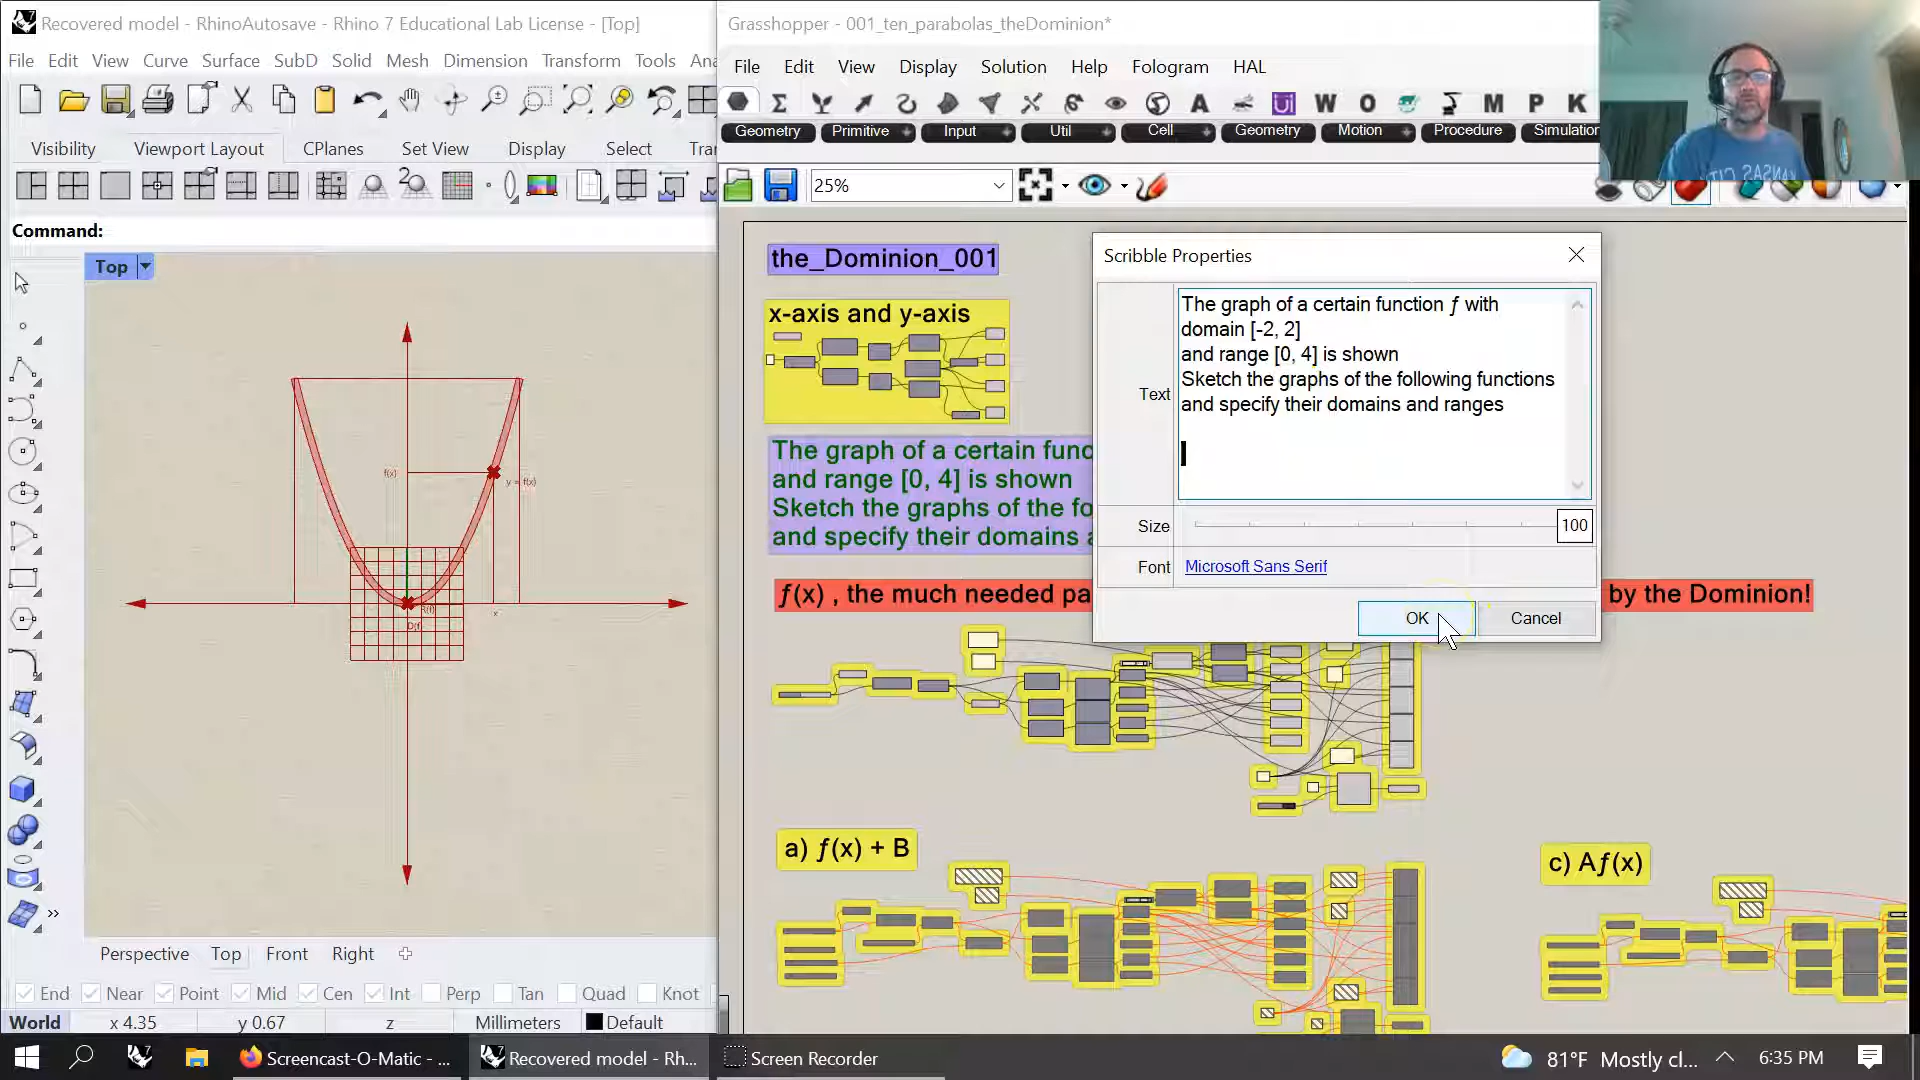 Recovered model - RhinoAutosave - Rhino 7 Educational Lab License - [Top]
File Edit View Curve Surface SubD Solid Mesh Dimension Transform Tools Ana
Visibility Viewport Layout CPlanes Set View Display Select Tra
Command:
Top
f(x)
y = f(x)
R(f)
x
D(f)
Perspective Top Front Right
End Near Point Mid Cen Int Perp Tan Quad Knot
World x 4.35 y 0.67 z Millimeters Default
Grasshopper - 001_ten_parabolas_theDominion*
File Edit View Display Solution Help Fologram HAL
Geometry Primitive Input Util Cell Geometry Motion Procedure Simulation
25%
the_Dominion_001
x-axis and y-axis
The graph of a certain func
and range [0, 4] is shown
Sketch the graphs of the fo
and specify their domains a
ƒ(x) , the much needed pa
by the Dominion!
Scribble Properties
Text
The graph of a certain function ƒ with
domain [-2, 2]
and range [0, 4] is shown
Sketch the graphs of the following functions
and specify their domains and ranges
Size 100
Font Microsoft Sans Serif
OK Cancel
a) ƒ(x) + B
c) Aƒ(x)
Screencast-O-Matic - ... Recovered model - Rh... Screen Recorder 81°F Mostly cl... 6:35 PM